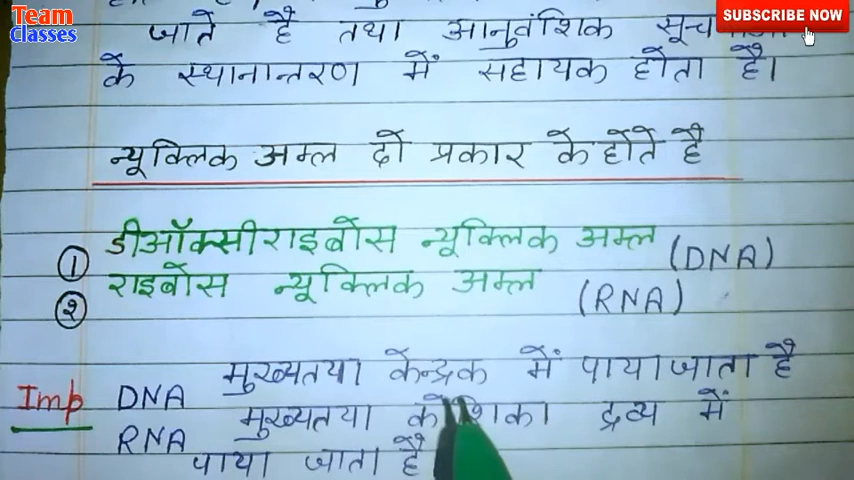 Team
Classes
SUBSCRIBE NOW
जाते है तथा आनुवंशिक
के स्थानान्तरण में सहायक होता है।
न्यूक्लिक अम्ल दो प्रकार के होते है
① डीऑक्सीराइबोस न्यूक्लिक अम्ल (DNA)
② राइबोस न्यूक्लिक अम्ल (RNA)
Imp DNA मुख्यतया केन्द्रक में पाया जाता है
RNA मुख्यतया कोशिका द्रव्य में
पाया जाता है